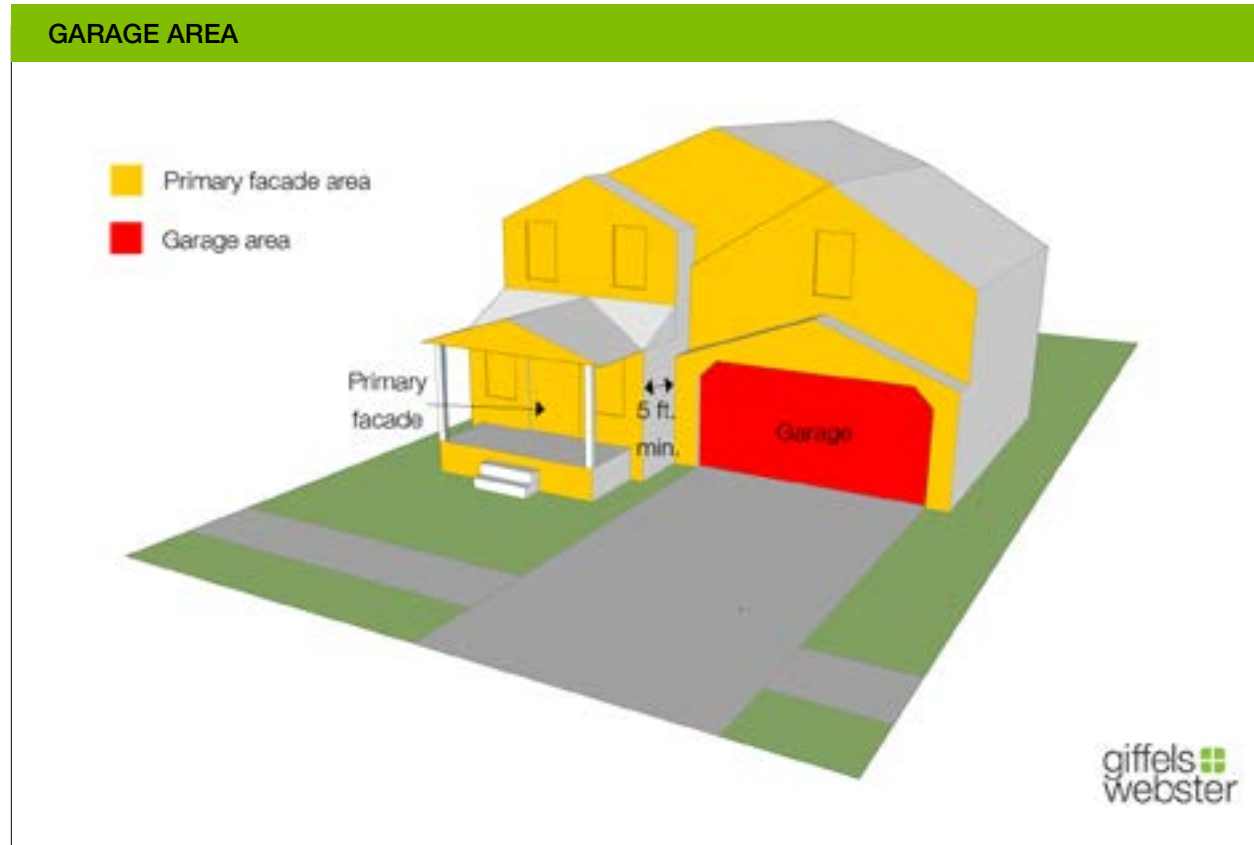 GARAGE AREA
Primary facade area
Garage area
Primary
facade
5 ft.
min.
Garage
giffels
webster